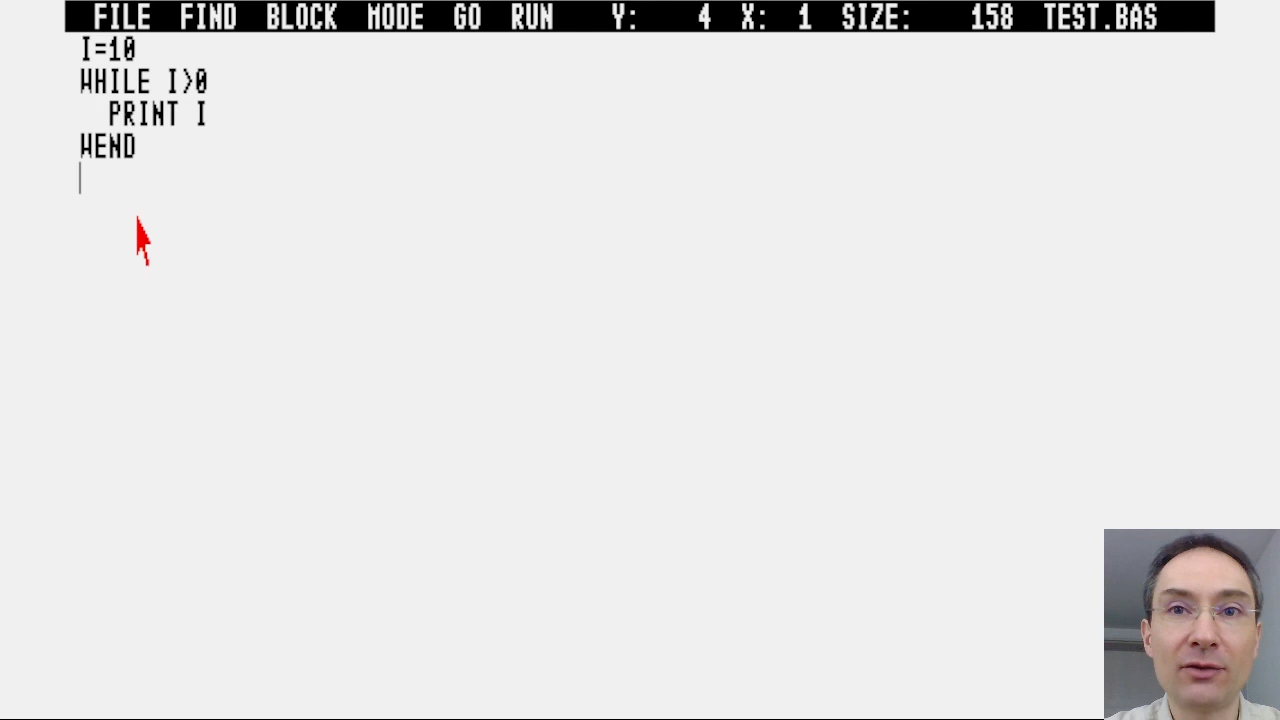 FILE FIND BLOCK MODE GO RUN Y: 4 X: 1 SIZE: 158 TEST.BAS
I=10
WHILE I>0
  PRINT I
WEND